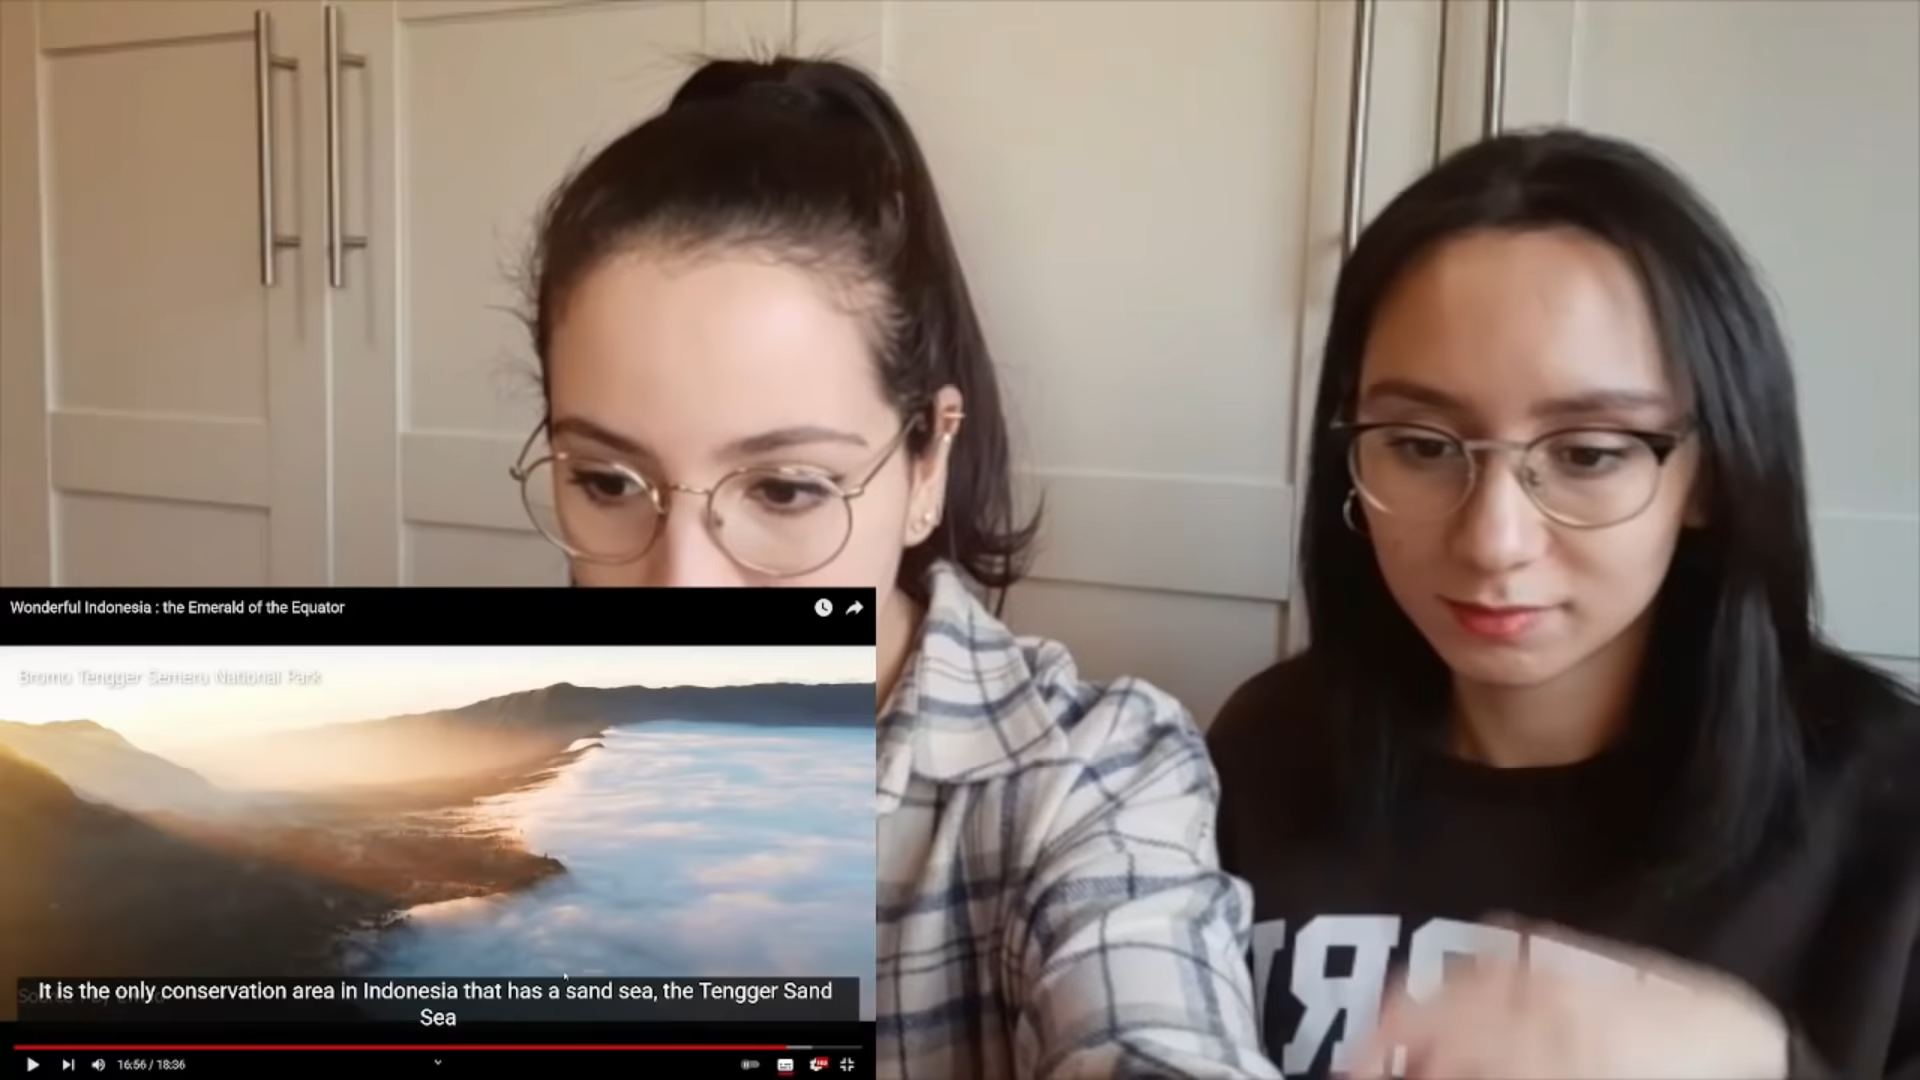 Wonderful Indonesia : the Emerald of the Equator
Bromo Tengger Semeru National Park
It is the only conservation area in Indonesia that has a sand sea, the Tengger Sand
Sea
16:56 / 18:36